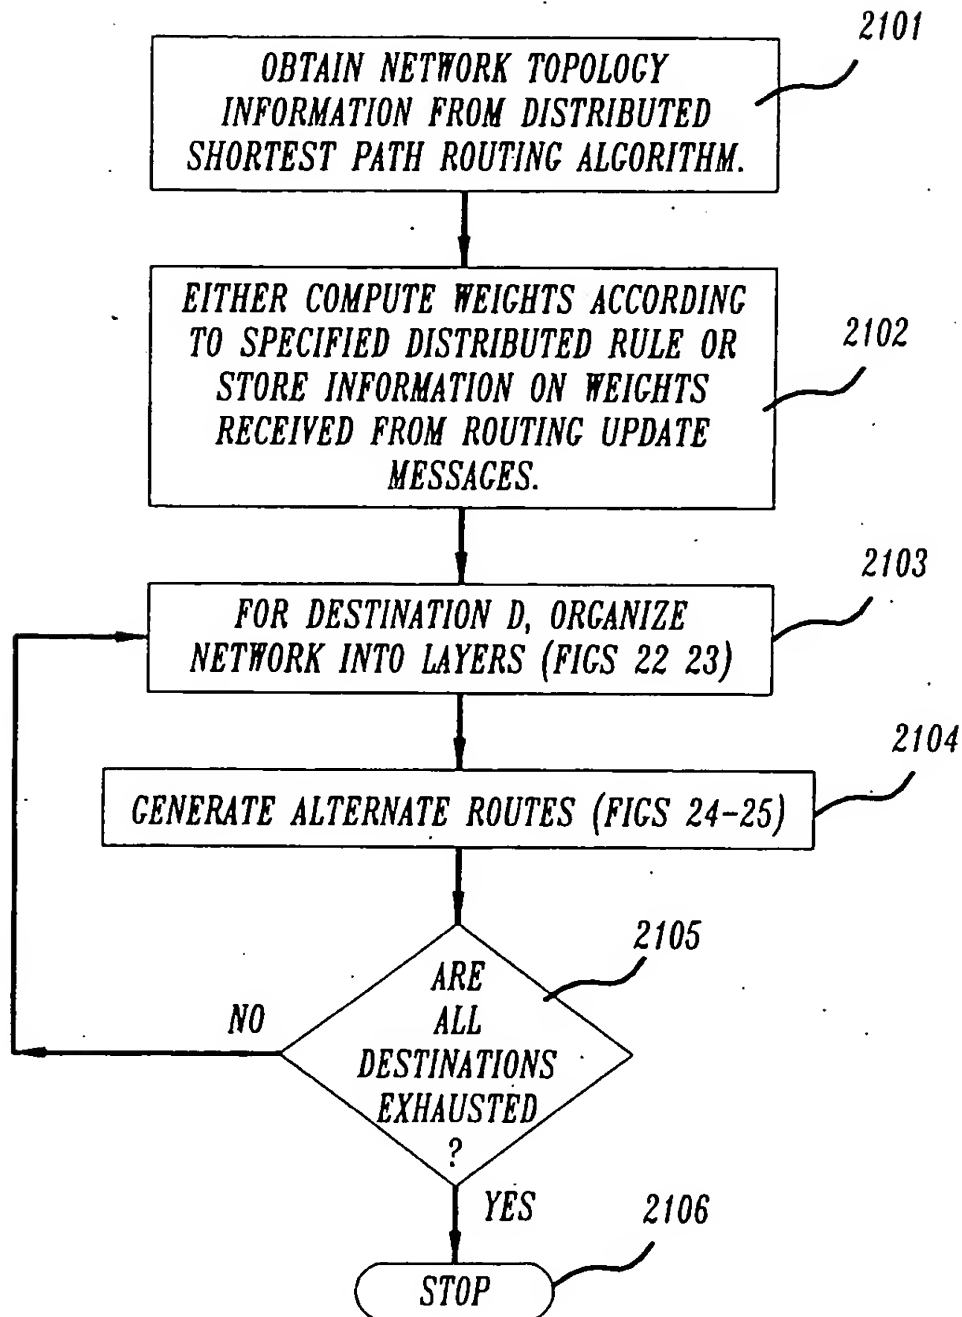 2101
OBTAIN NETWORK TOPOLOGY
INFORMATION FROM DISTRIBUTED
SHORTEST PATH ROUTING ALGORITHM.
EITHER COMPUTE WEIGHTS ACCORDING
TO SPECIFIED DISTRIBUTED RULE OR
STORE INFORMATION ON WEIGHTS
RECEIVED FROM ROUTING UPDATE
MESSAGES.
2102
2103
FOR DESTINATION D, ORGANIZE
NETWORK INTO LAYERS (FIGS 22 23)
2104
GENERATE ALTERNATE ROUTES (FIGS 24-25)
2105
ARE
ALL
DESTINATIONS
EXHAUSTED
?
NO
YES
2106
STOP